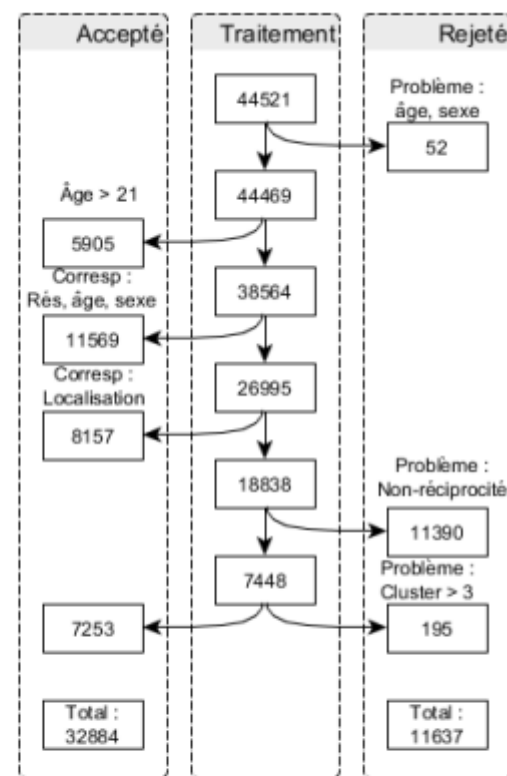 Accepté
Traitement
Rejeté
44521
Problème :
âge, sexe
52
Âge > 21
44469
5905
Corresp :
Rés, âge, sexe
38564
11569
Corresp :
Localisation
26995
8157
18838
Problème :
Non-réciprocité
11390
7448
Problème :
Cluster > 3
7253
195
Total :
32884
Total :
11637